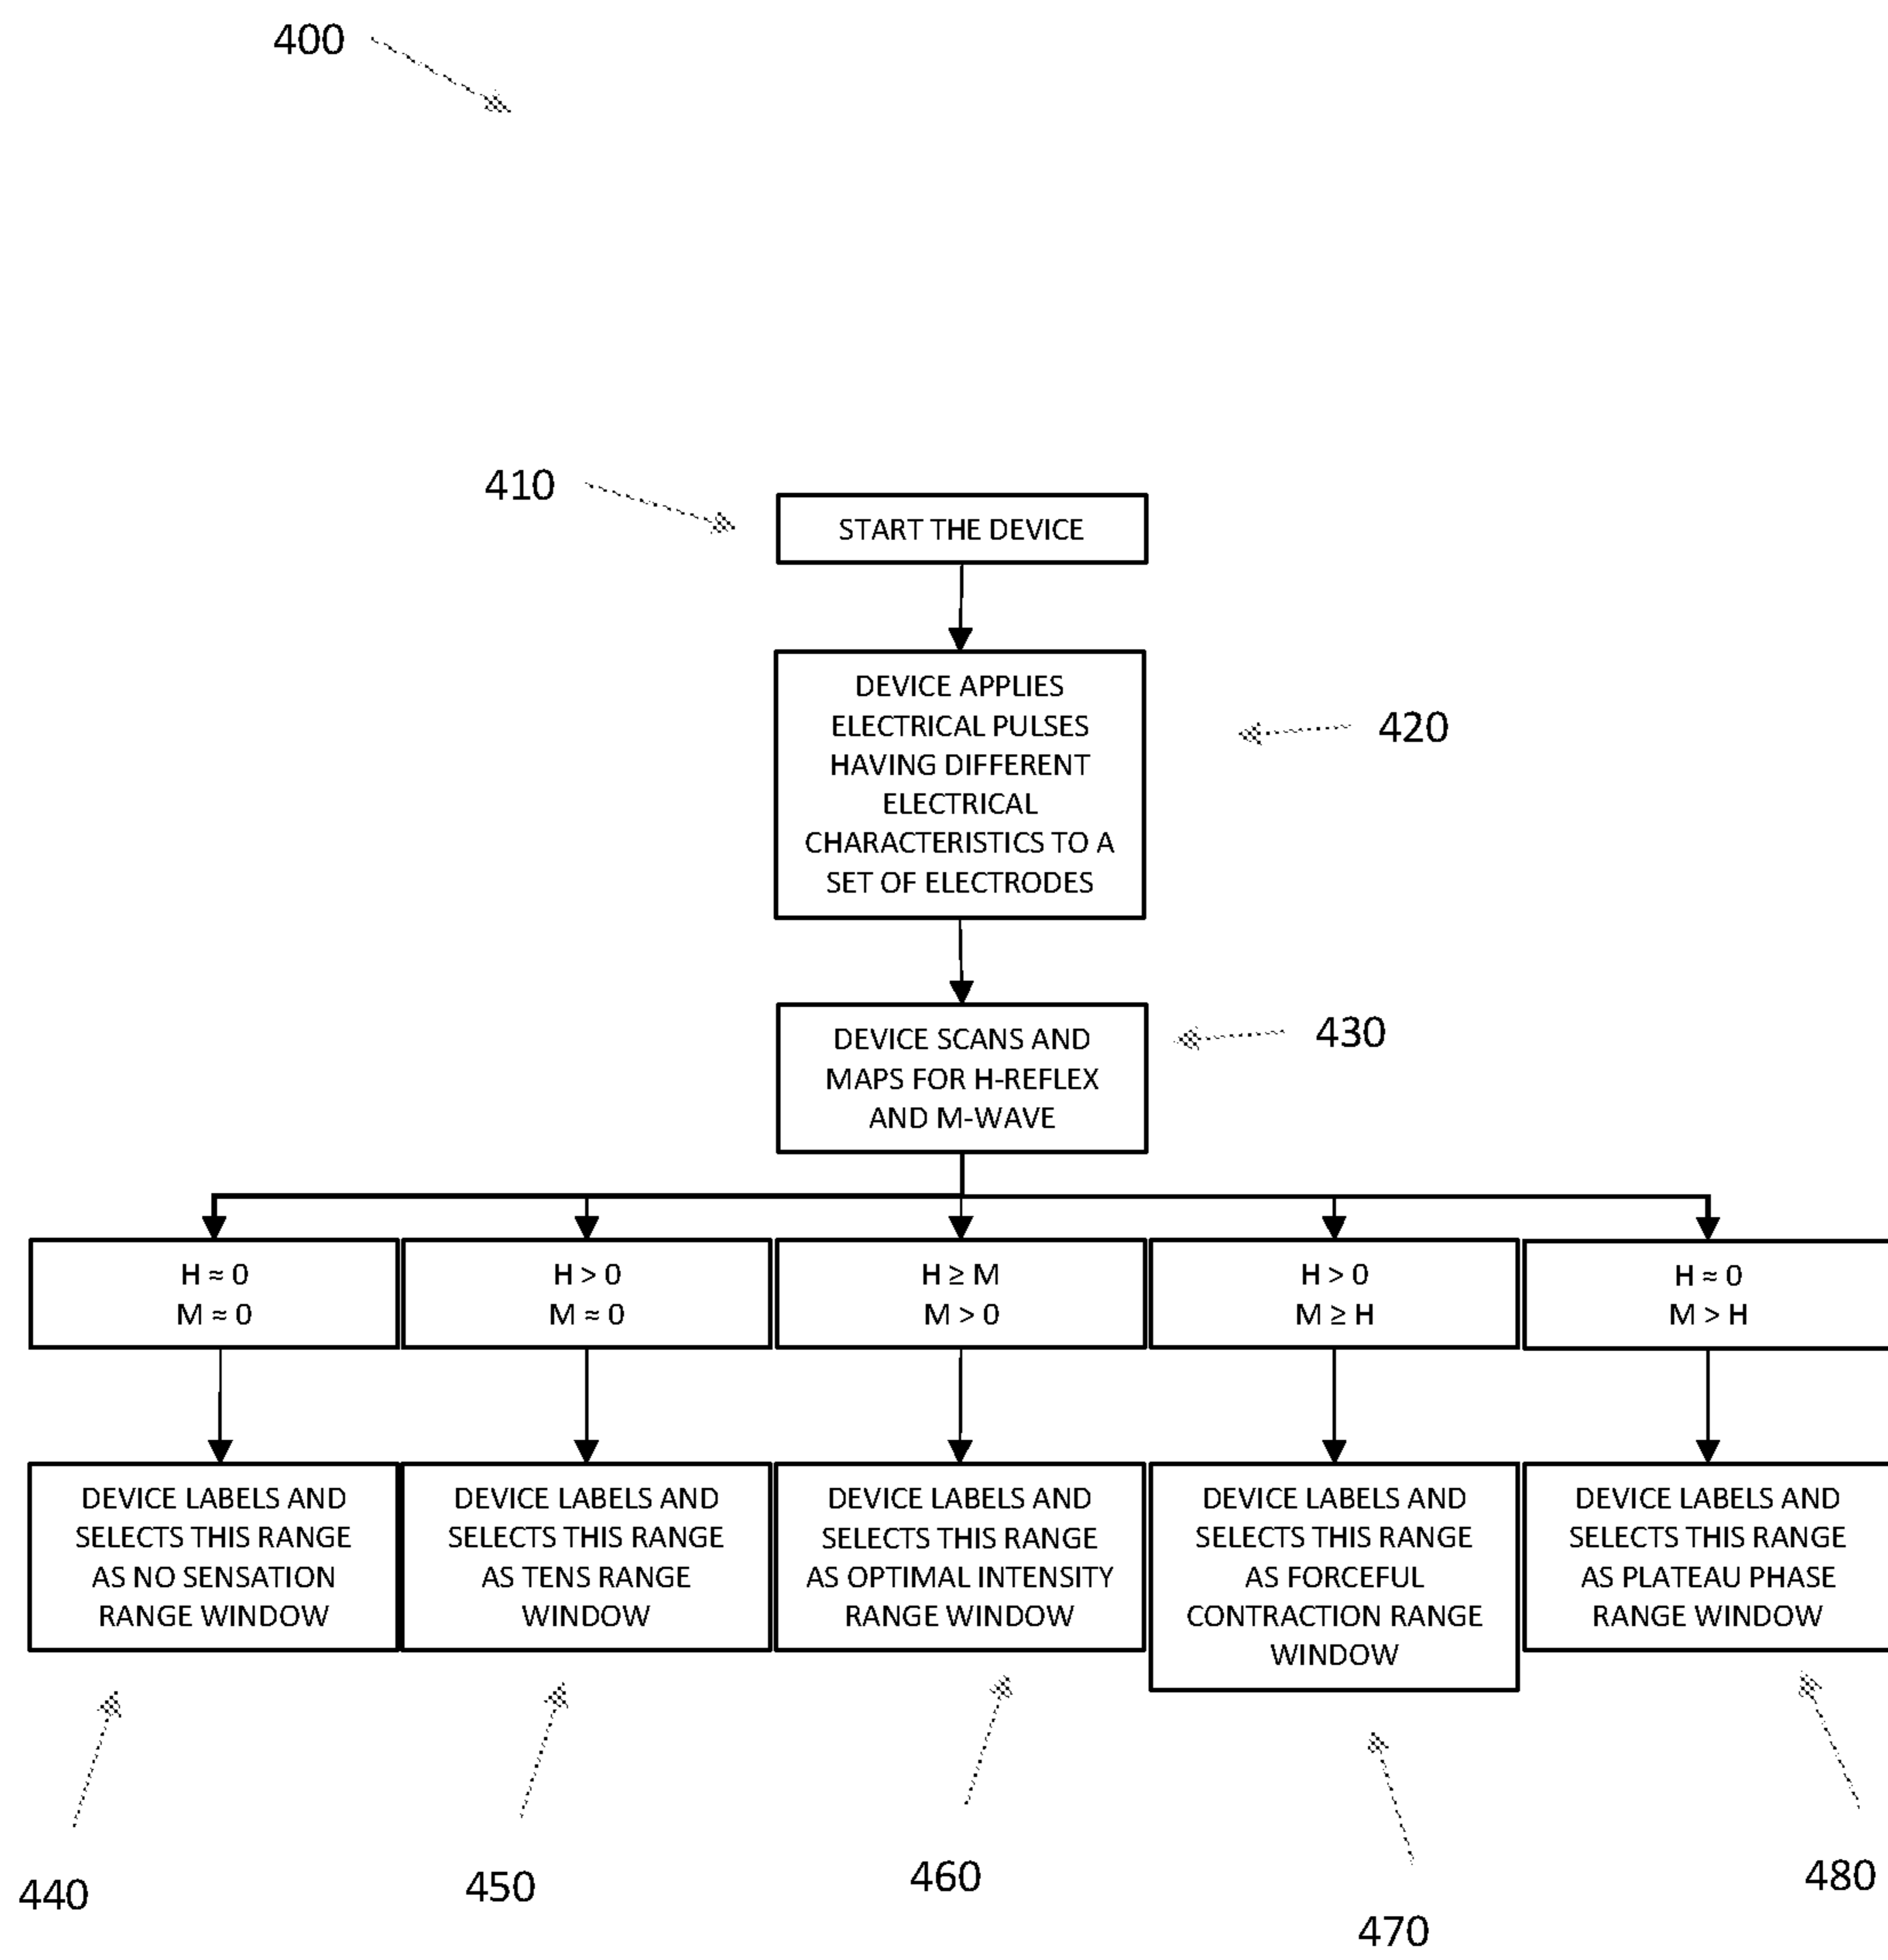 400
410
START THE DEVICE
DEVICE APPLIES
ELECTRICAL PULSES
HAVING DIFFERENT
ELECTRICAL
CHARACTERISTICS TO A
SET OF ELECTRODES
420
DEVICE SCANS AND
MAPS FOR H-REFLEX
AND M-WAVE
430
H ≈ 0
M ≈ 0
H > 0
M ≈ 0
H ≥ M
M > 0
H > 0
M ≥ H
H ≈ 0
M > H
DEVICE LABELS AND
SELECTS THIS RANGE
AS NO SENSATION
RANGE WINDOW
DEVICE LABELS AND
SELECTS THIS RANGE
AS TENS RANGE
WINDOW
DEVICE LABELS AND
SELECTS THIS RANGE
AS OPTIMAL INTENSITY
RANGE WINDOW
DEVICE LABELS AND
SELECTS THIS RANGE
AS FORCEFUL
CONTRACTION RANGE
WINDOW
DEVICE LABELS AND
SELECTS THIS RANGE
AS PLATEAU PHASE
RANGE WINDOW
440
450
460
470
480